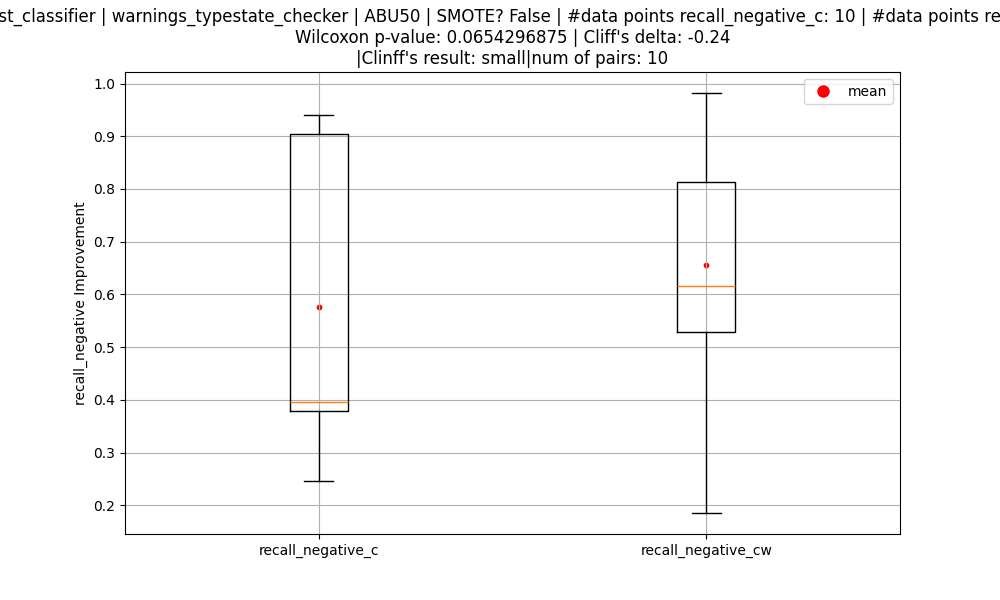 st_classifier | warnings_typestate_checker | ABU50 | SMOTE? False | #data points recall_negative_c: 10 | #data points re
Wilcoxon p-value: 0.0654296875 | Cliff's delta: -0.24
|Clinff's result: small|num of pairs: 10
mean
1.0
0.9
0.8
0.7
0.6
0.5
0.4
0.3
0.2
recall_negative Improvement
recall_negative_c
recall_negative_cw